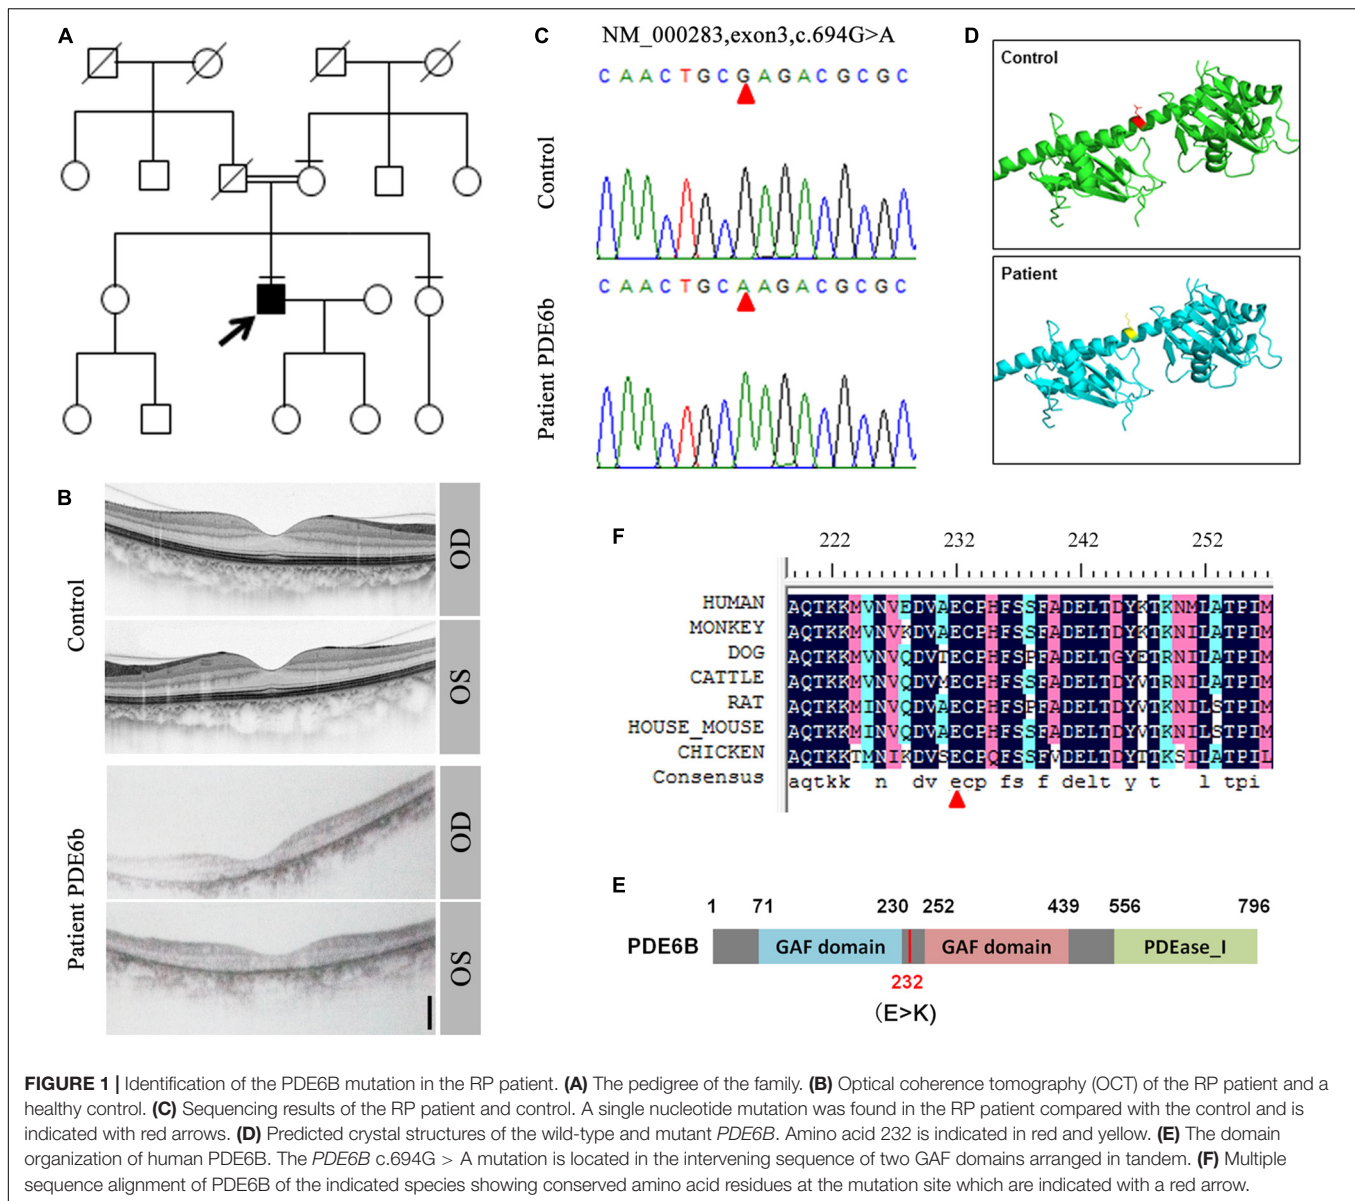 A
B
Control
OD
OS
Patient PDE6b
OD
OS
C
NM_000283,exon3,c.694G>A
C A A C T G C G A G A C G C G C
Control
C A A C T G C A A G A C G C G C
Patient PDE6b
D
Control
Patient
F
222 232 242 252
HUMAN AQTKKMVNVEDVAECPHFSSFADELTDYKTKNMLATPIM
MONKEY AQTKKMVNVKDVAECPHFSSFADELTDYKTKNILATPIM
DOG AQTKKMVNVQDVTECPHFSPFADELTGYETRNILATPIM
CATTLE AQTKKMVNVQDVMECPHFSSFADELTDYVTRNILATPIM
RAT AQTKKMINVQDVAECPHFSPFADELTDYVTKNILSTPIM
HOUSE_MOUSE AQTKKMINVQDVAECPHFSSFADELTDYVTKNILSTPIM
CHICKEN AQTKKTMNIKDVSECPQFSSFVDELTDYTTKSILATPIL
Consensus aqtkk n dv ecp fs f delt y t l tpi
E
1 71 230 252 439 556 796
PDE6B GAF domain GAF domain PDEase_I
232
(E>K)
FIGURE 1 | Identification of the PDE6B mutation in the RP patient. (A) The pedigree of the family. (B) Optical coherence tomography (OCT) of the RP patient and a
healthy control. (C) Sequencing results of the RP patient and control. A single nucleotide mutation was found in the RP patient compared with the control and is
indicated with red arrows. (D) Predicted crystal structures of the wild-type and mutant PDE6B. Amino acid 232 is indicated in red and yellow. (E) The domain
organization of human PDE6B. The PDE6B c.694G > A mutation is located in the intervening sequence of two GAF domains arranged in tandem. (F) Multiple
sequence alignment of PDE6B of the indicated species showing conserved amino acid residues at the mutation site which are indicated with a red arrow.